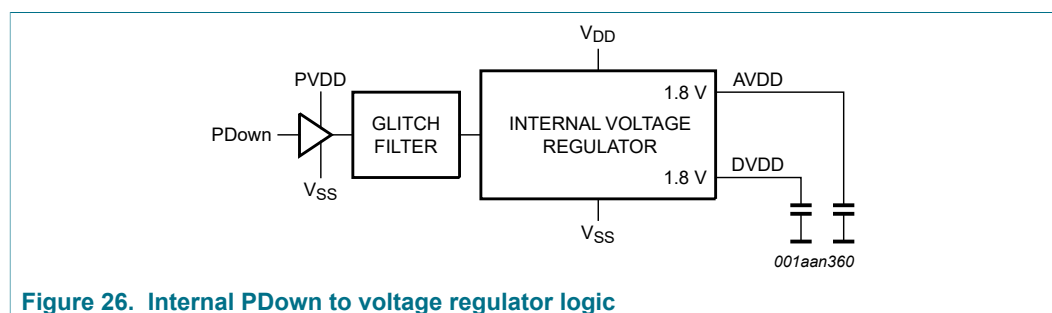 VDD
PVDD
PDown
VSS
GLITCH
FILTER
INTERNAL VOLTAGE
REGULATOR
1.8 V
AVDD
1.8 V
DVDD
VSS
001aan360
Figure 26. Internal PDown to voltage regulator logic